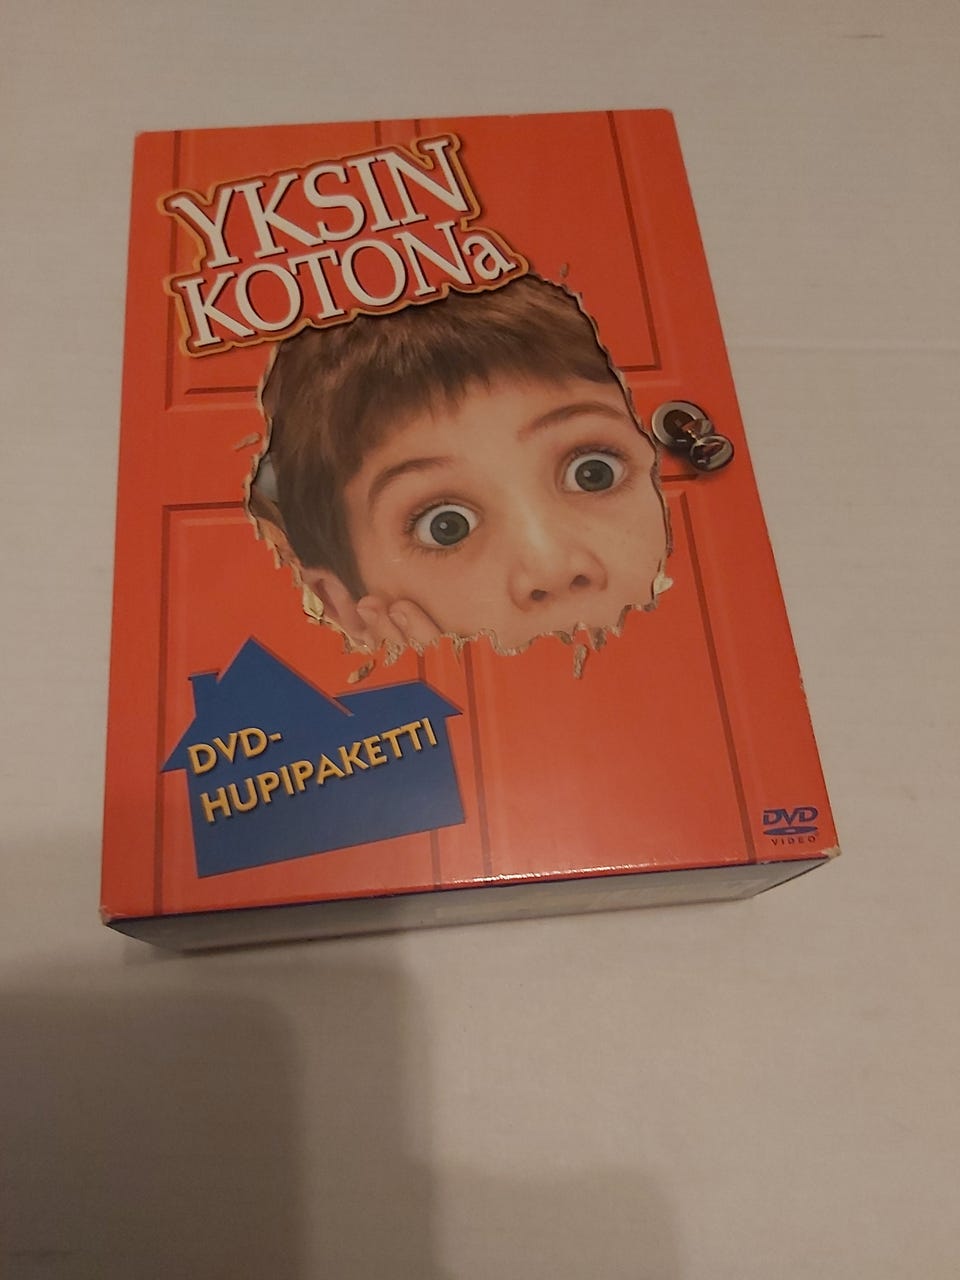 YKSIN
KOTONa
DVD-
HUPIPAKETTI
DVD
VIDEO